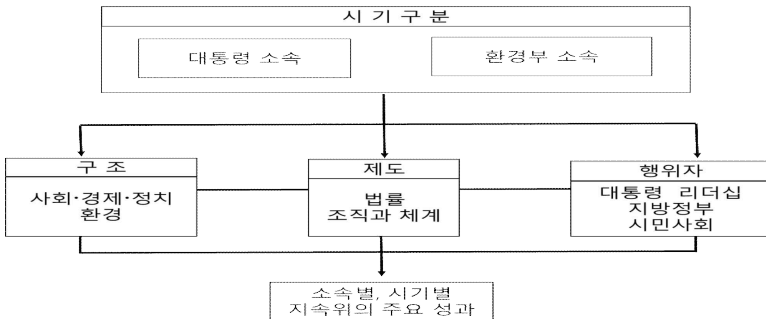 시 기 구 분
대통령 소속
환경부 소속
구 조
사회·경제·정치
환경
제도
법률
조직과 체계
행위자
대통령 리더십
지방정부
시민사회
소속별, 시기별
지속위의 주요 성과